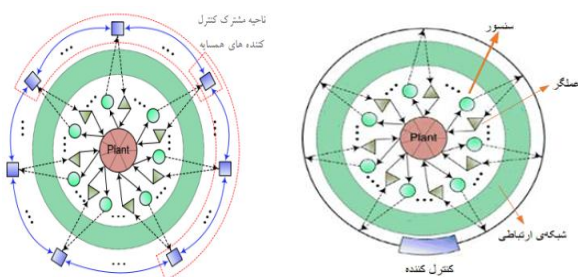 ناحیه مشترک کنترل
کننده های همسایه
Plant
سنسور
عملگر
Plant
شبکه‌ی ارتباطی
کنترل کننده